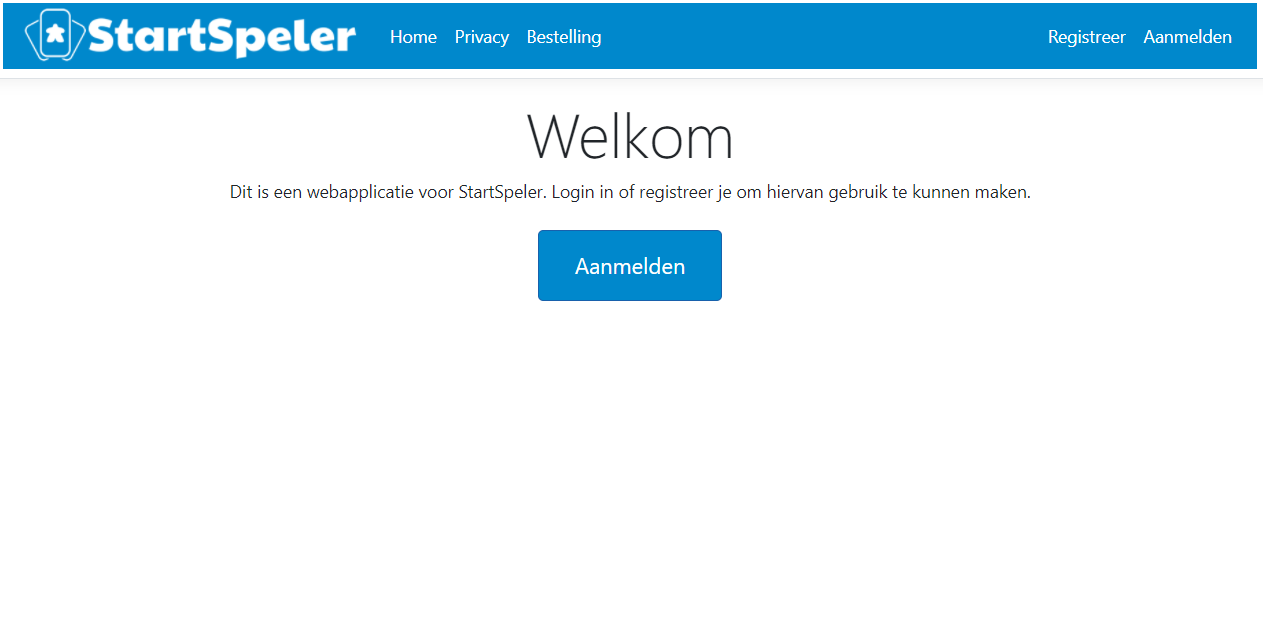 StartSpeler Home Privacy Bestelling Registreer Aanmelden
Welkom
Dit is een webapplicatie voor StartSpeler. Login in of registreer je om hiervan gebruik te kunnen maken.
Aanmelden